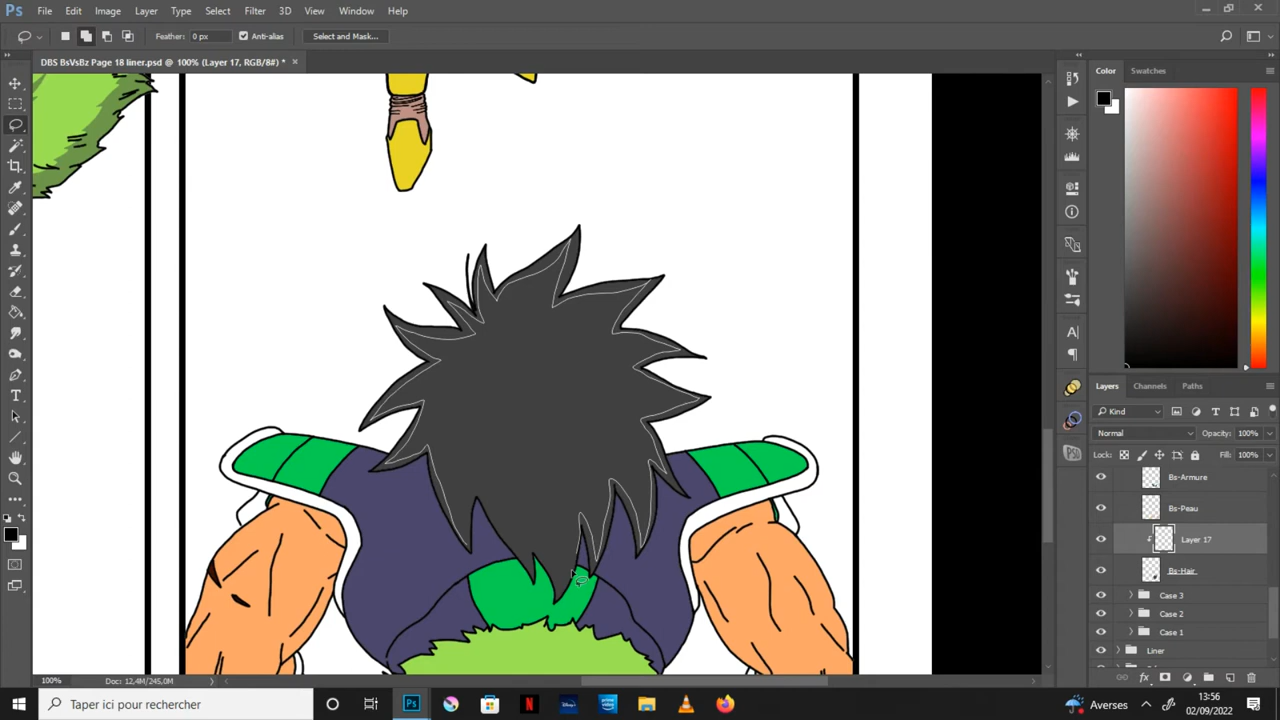 Ps File Edit Image Layer Type Select Filter 3D View Window Help
Feather: 0 px Anti-alias Select and Mask...
DBS BsVsBz Page 18 liner.psd @ 100% (Layer 17, RGB/8#) * ×
Color Swatches
Layers Channels Paths
Kind
Normal Opacity: 100%
Lock: Fill: 100%
Bs-Armure
Bs-Peau
Layer 17
Bs-Hair
Case 3
Case 2
Case 1
Liner
100% Doc: 12,4M/245,0M
Taper ici pour rechercher
Averses
13:56
02/09/2022